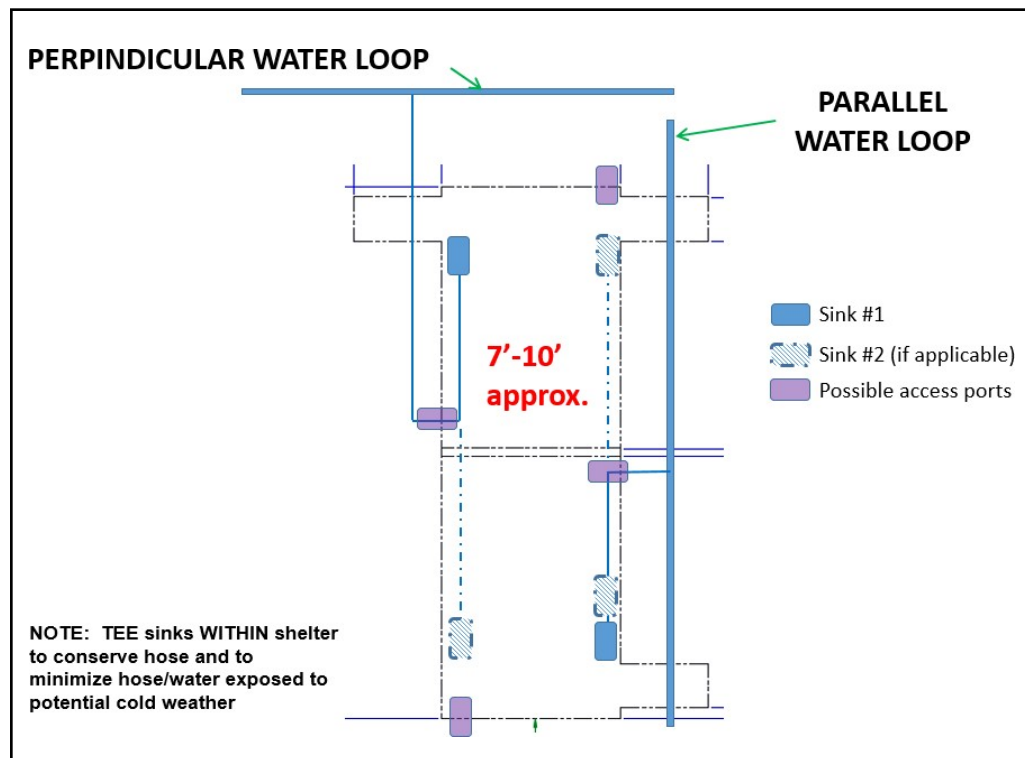 PERPINDICULAR WATER LOOP
PARALLEL
WATER LOOP
7’-10’
approx.
Sink #1
Sink #2 (if applicable)
Possible access ports
NOTE:  TEE sinks WITHIN shelter
to conserve hose and to
minimize hose/water exposed to
potential cold weather